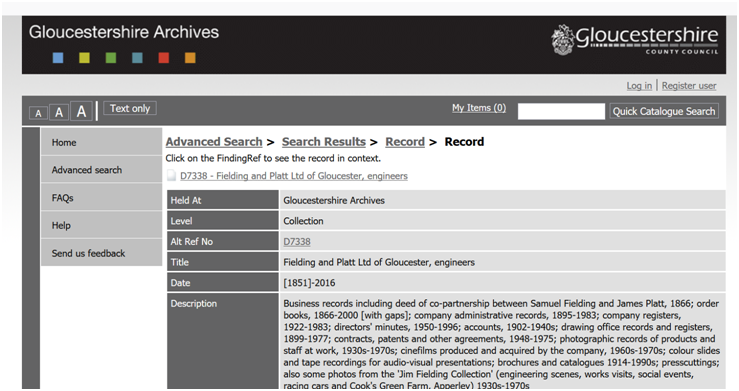 Gloucestershire Archives
Gloucestershire
COUNTY COUNCIL
Log in | Register user
A A A Text only My Items (0) Quick Catalogue Search
Home
Advanced search
FAQs
Help
Send us feedback
Advanced Search > Search Results > Record > Record
Click on the FindingRef to see the record in context.
D7338 - Fielding and Platt Ltd of Gloucester, engineers
Held At Gloucestershire Archives
Level Collection
Alt Ref No D7338
Title Fielding and Platt Ltd of Gloucester, engineers
Date [1851]-2016
Description Business records including deed of co-partnership between Samuel Fielding and James Platt, 1866; order
books, 1866-2000 [with gaps]; company administrative records, 1895-1983; company registers,
1922-1983; directors' minutes, 1950-1996; accounts, 1902-1940s; drawing office records and registers,
1899-1977; contracts, patents and other agreements, 1948-1975; photographic records of products and
staff at work, 1930s-1970s; cinefilms produced and acquired by the company, 1960s-1970s; colour slides
and tape recordings for audio-visual presentations; brochures and catalogues 1914-1990s; presscuttings;
also some photos from the 'Jim Fielding Collection' (engineering scenes, works visits, social events,
racing cars and Cook's Green Farm, Apperley) 1930s-1970s